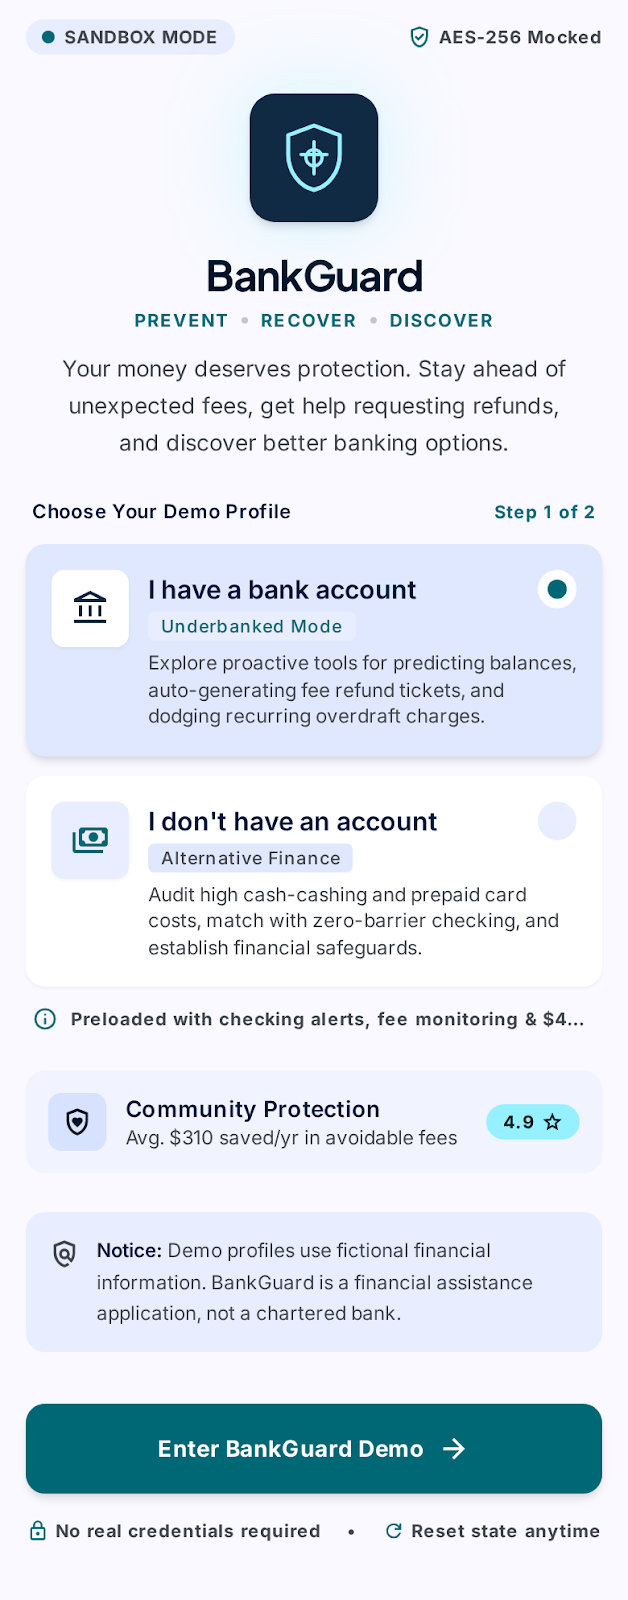 SANDBOX MODE
AES-256 Mocked
BankGuard
PREVENT • RECOVER • DISCOVER
Your money deserves protection. Stay ahead of
unexpected fees, get help requesting refunds,
and discover better banking options.
Choose Your Demo Profile
Step 1 of 2
I have a bank account
Underbanked Mode
Explore proactive tools for predicting balances,
auto-generating fee refund tickets, and
dodging recurring overdraft charges.
I don't have an account
Alternative Finance
Audit high cash-cashing and prepaid card
costs, match with zero-barrier checking, and
establish financial safeguards.
Preloaded with checking alerts, fee monitoring & $4...
Community Protection
Avg. $310 saved/yr in avoidable fees
4.9
Notice: Demo profiles use fictional financial
information. BankGuard is a financial assistance
application, not a chartered bank.
Enter BankGuard Demo
No real credentials required • Reset state anytime